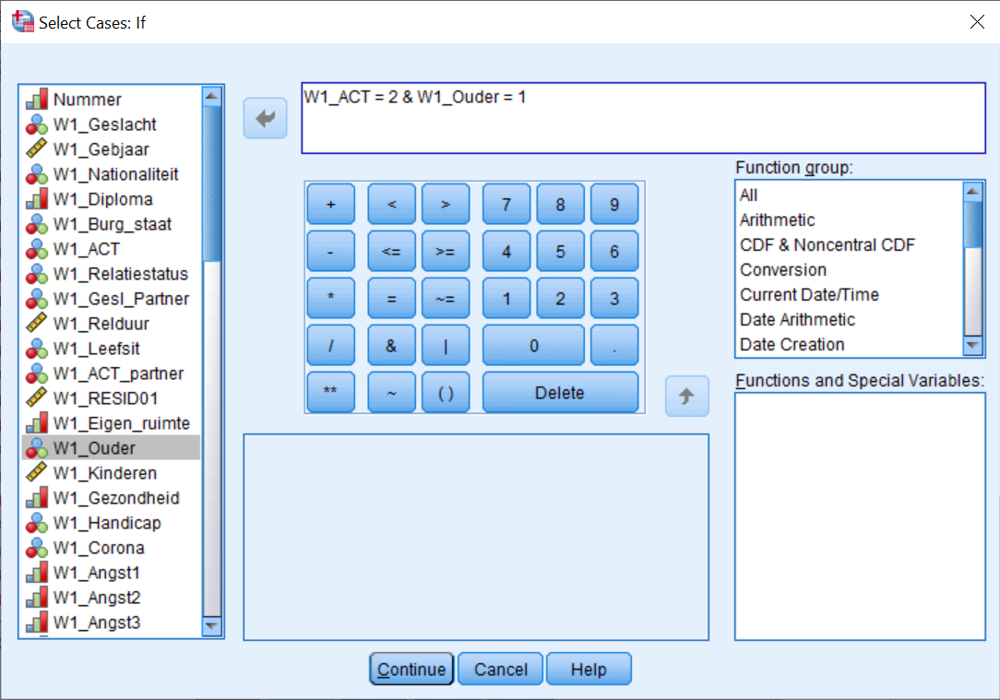 Select Cases: If
Nummer
W1_Geslacht
W1_Gebjaar
W1_Nationaliteit
W1_Diploma
W1_Burg_staat
W1_ACT
W1_Relatiestatus
W1_Gesl_Partner
W1_Relduur
W1_Leefsit
W1_ACT_partner
W1_RESID01
W1_Eigen_ruimte
W1_Ouder
W1_Kinderen
W1_Gezondheid
W1_Handicap
W1_Corona
W1_Angst1
W1_Angst2
W1_Angst3
W1_ACT = 2 & W1_Ouder = 1
+ < > 7 8 9
- <= >= 4 5 6
* = ~= 1 2 3
/ & | 0 .
** ~ ( ) Delete
Function group:
All
Arithmetic
CDF & Noncentral CDF
Conversion
Current Date/Time
Date Arithmetic
Date Creation
Functions and Special Variables:
Continue Cancel Help